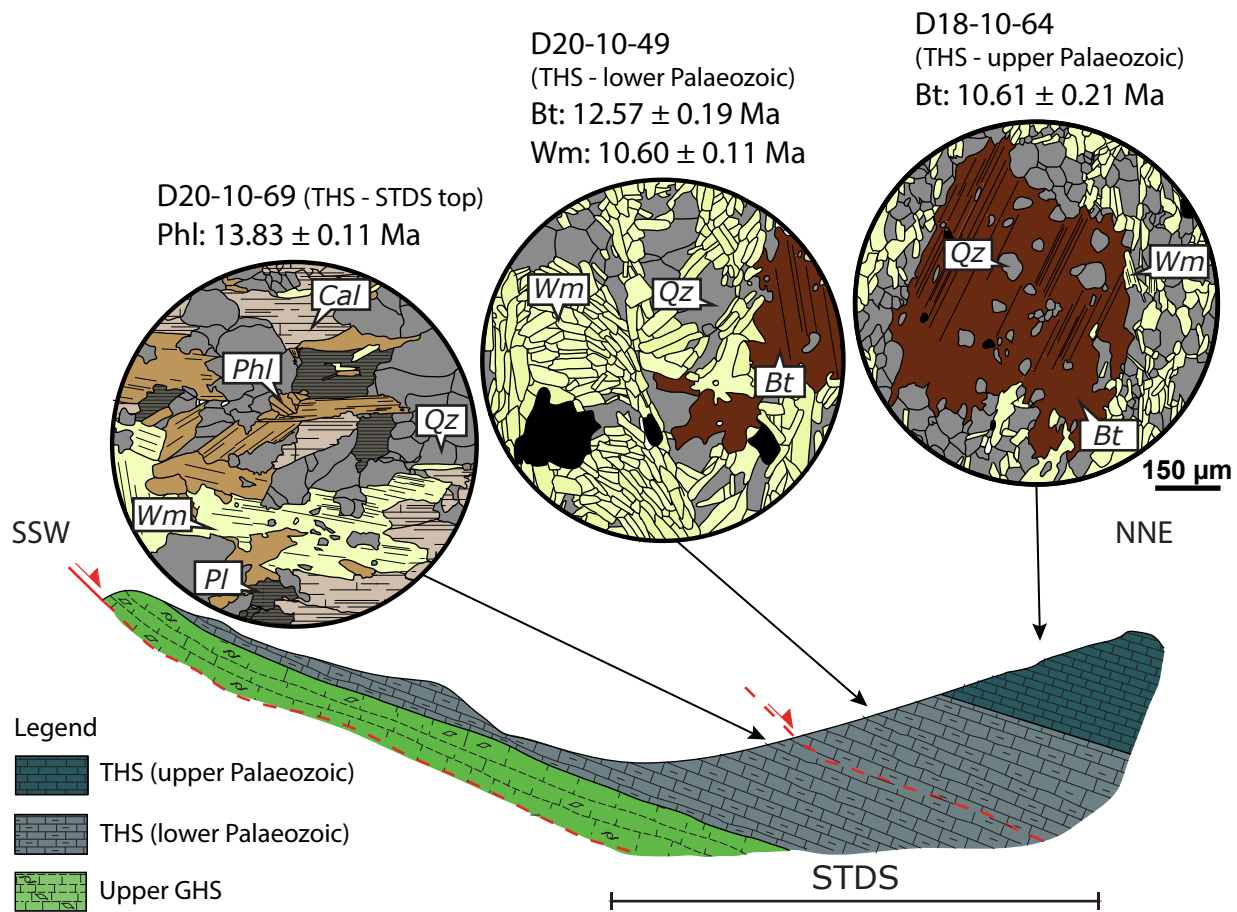 D20-10-49
(THS - lower Palaeozoic)
Bt: 12.57 ± 0.19 Ma
Wm: 10.60 ± 0.11 Ma
D18-10-64
(THS - upper Palaeozoic)
Bt: 10.61 ± 0.21 Ma
D20-10-69 (THS - STDS top)
Phl: 13.83 ± 0.11 Ma
Cal
Phl
Qz
Wm
Pl
Wm
Qz
Bt
Qz
Wm
Bt
150 µm
SSW
NNE
Legend
THS (upper Palaeozoic)
THS (lower Palaeozoic)
Upper GHS
STDS